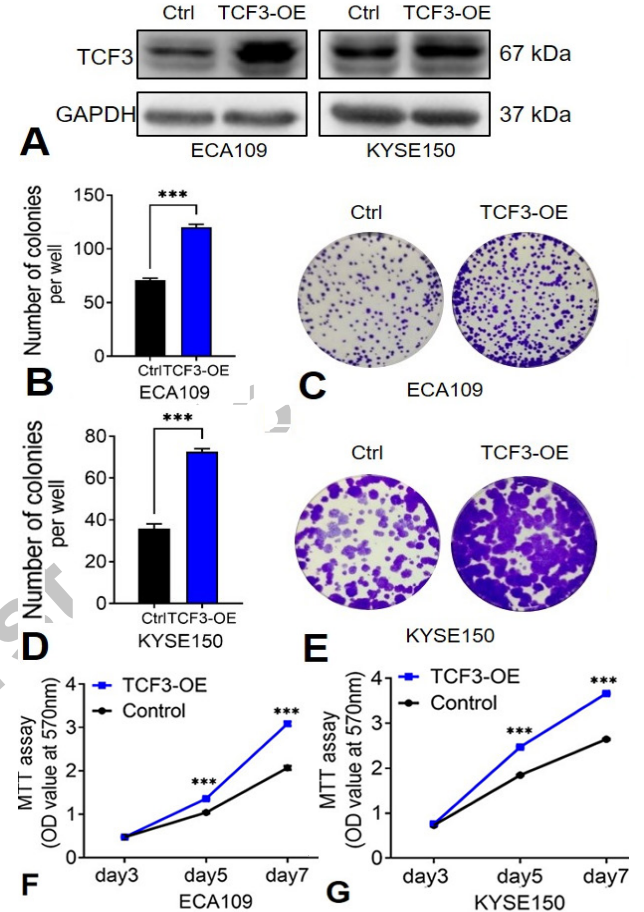 Ctrl TCF3-OE Ctrl TCF3-OE
TCF3 67 kDa
GAPDH 37 kDa
A ECA109 KYSE150
150
100
50
0
Number of colonies
per well
***
Ctrl TCF3-OE
B ECA109
Ctrl TCF3-OE
C ECA109
80
60
40
20
0
Number of colonies
per well
***
Ctrl TCF3-OE
D KYSE150
Ctrl TCF3-OE
E KYSE150
4
3
2
1
0
MTT assay
(OD value at 570nm)
TCF3-OE
Control
***
***
day3 day5 day7
F ECA109
4
3
2
1
0
MTT assay
(OD value at 570nm)
TCF3-OE
Control
***
***
day3 day5 day7
G KYSE150